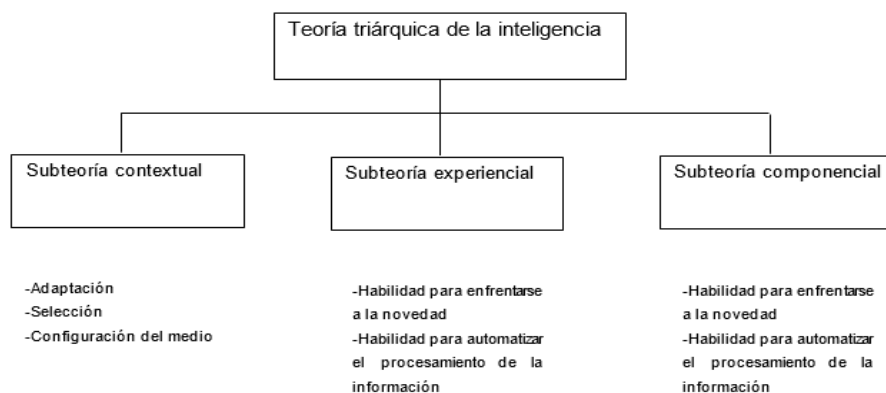 Teoría triárquica de la inteligencia
Subteoría contextual
Subteoría experiencial
Subteoría componencial
-Adaptación
-Selección
-Configuración del medio
-Habilidad para enfrentarse
a la novedad
-Habilidad para automatizar
el procesamiento de la
información
-Habilidad para enfrentarse
a la novedad
-Habilidad para automatizar
el procesamiento de la
información